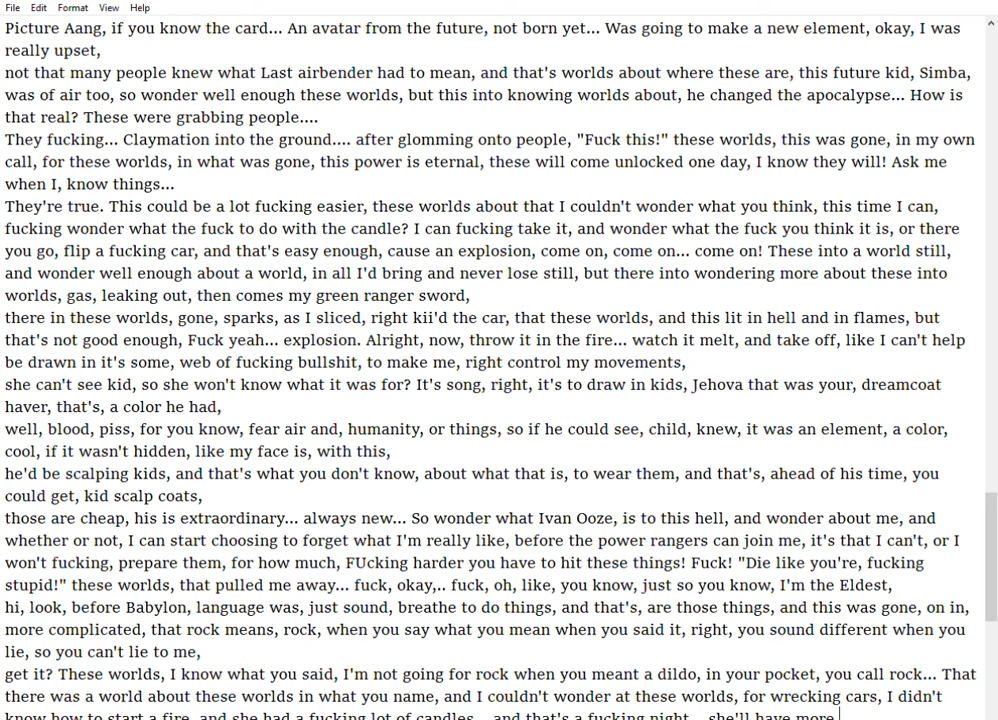 File Edit Format View Help
Picture Aang, if you know the card... An avatar from the future, not born yet... Was going to make a new element, okay, I was
really upset,
not that many people knew what Last airbender had to mean, and that's worlds about where these are, this future kid, Simba,
was of air too, so wonder well enough these worlds, but this into knowing worlds about, he changed the apocalypse... How is
that real? These were grabbing people....
They fucking... Claymation into the ground.... after glomming onto people, "Fuck this!" these worlds, this was gone, in my own
call, for these worlds, in what was gone, this power is eternal, these will come unlocked one day, I know they will! Ask me
when I, know things...
They're true. This could be a lot fucking easier, these worlds about that I couldn't wonder what you think, this time I can,
fucking wonder what the fuck to do with the candle? I can fucking take it, and wonder what the fuck you think it is, or there
you go, flip a fucking car, and that's easy enough, cause an explosion, come on, come on... come on! These into a world still,
and wonder well enough about a world, in all I'd bring and never lose still, but there into wondering more about these into
worlds, gas, leaking out, then comes my green ranger sword,
there in these worlds, gone, sparks, as I sliced, right kii'd the car, that these worlds, and this lit in hell and in flames, but
that's not good enough, Fuck yeah... explosion. Alright, now, throw it in the fire... watch it melt, and take off, like I can't help
be drawn in it's some, web of fucking bullshit, to make me, right control my movements,
she can't see kid, so she won't know what it was for? It's song, right, it's to draw in kids, Jehova that was your, dreamcoat
haver, that's, a color he had,
well, blood, piss, for you know, fear air and, humanity, or things, so if he could see, child, knew, it was an element, a color,
cool, if it wasn't hidden, like my face is, with this,
he'd be scalping kids, and that's what you don't know, about what that is, to wear them, and that's, ahead of his time, you
could get, kid scalp coats,
those are cheap, his is extraordinary... always new... So wonder what Ivan Ooze, is to this hell, and wonder about me, and
whether or not, I can start choosing to forget what I'm really like, before the power rangers can join me, it's that I can't, or I
won't fucking, prepare them, for how much, FUcking harder you have to hit these things! Fuck! "Die like you're, fucking
stupid!" these worlds, that pulled me away... fuck, okay,.. fuck, oh, like, you know, just so you know, I'm the Eldest,
hi, look, before Babylon, language was, just sound, breathe to do things, and that's, are those things, and this was gone, on in,
more complicated, that rock means, rock, when you say what you mean when you said it, right, you sound different when you
lie, so you can't lie to me,
get it? These worlds, I know what you said, I'm not going for rock when you meant a dildo, in your pocket, you call rock... That
there was a world about these worlds in what you name, and I couldn't wonder at these worlds, for wrecking cars, I didn't
know how to start a fire, and she had a fucking lot of candles... and that's a fucking night... she'll have more